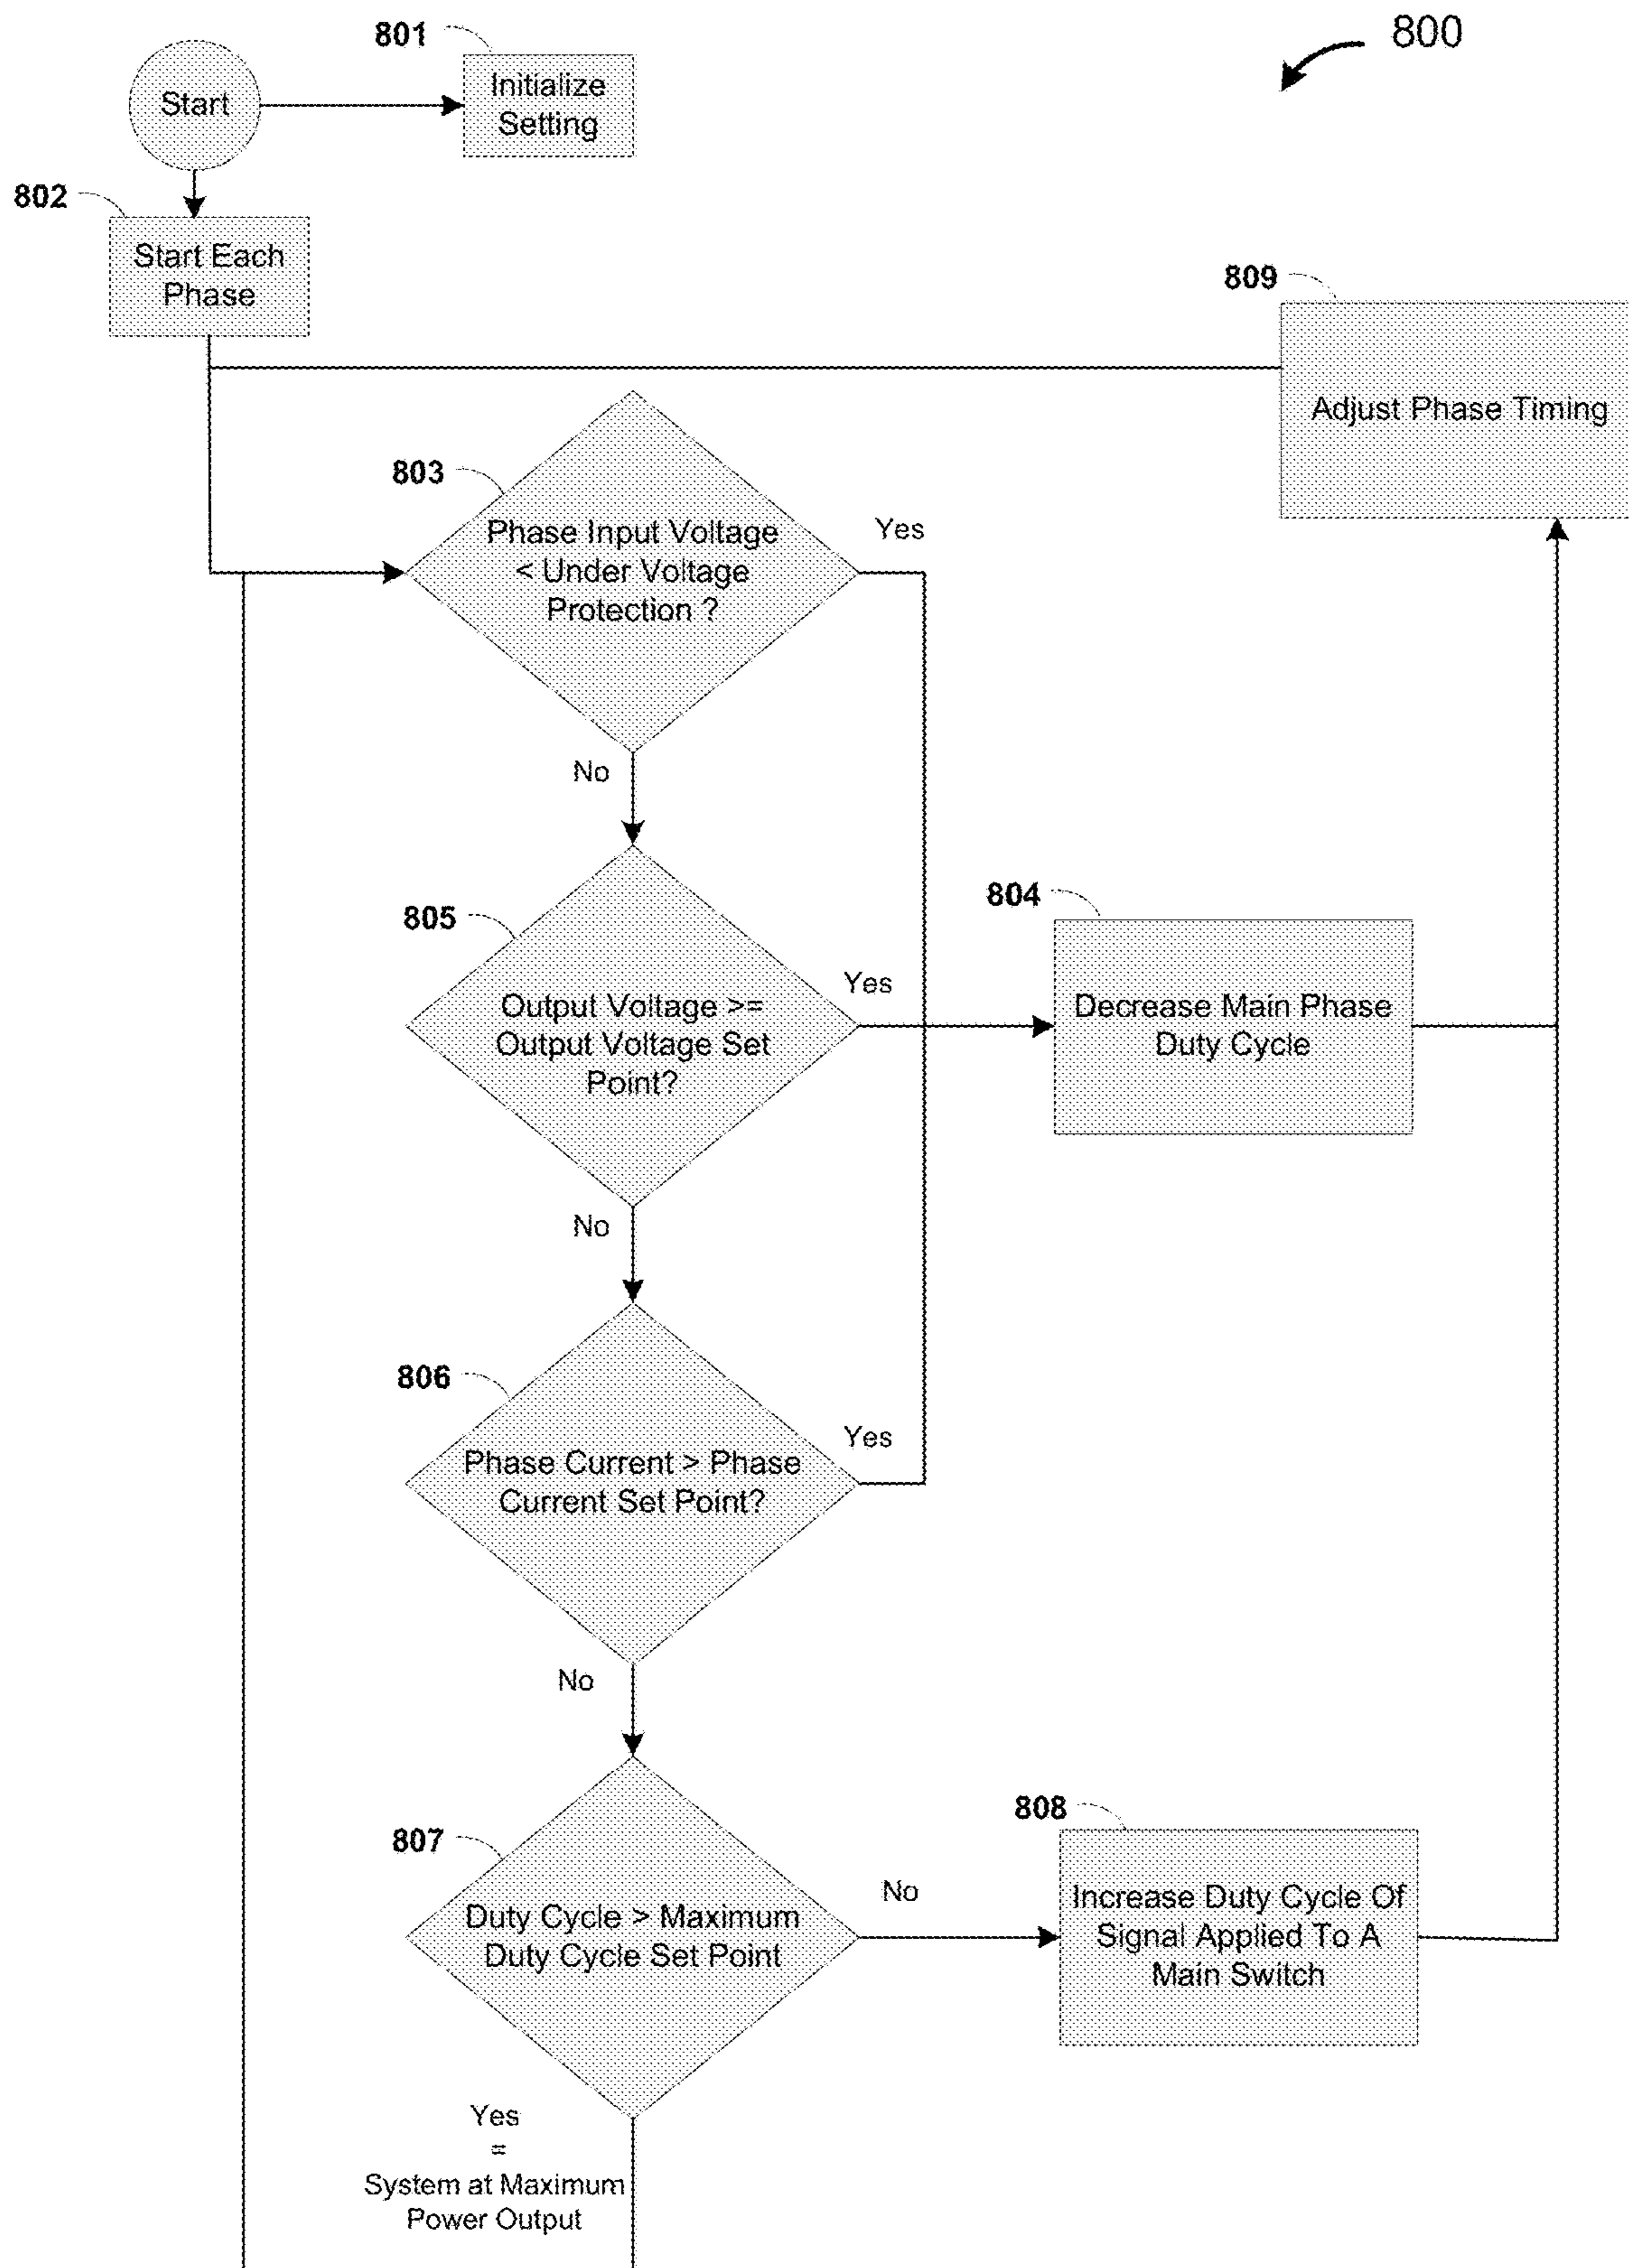 800
801
Start
Initialize
Setting
802
Start Each
Phase
809
Adjust Phase Timing
803
Phase Input Voltage
< Under Voltage
Protection ?
Yes
No
805
Output Voltage >=
Output Voltage Set
Point?
Yes
804
Decrease Main Phase
Duty Cycle
No
806
Phase Current > Phase
Current Set Point?
Yes
No
807
Duty Cycle > Maximum
Duty Cycle Set Point
No
808
Increase Duty Cycle Of
Signal Applied To A
Main Switch
Yes
=
System at Maximum
Power Output